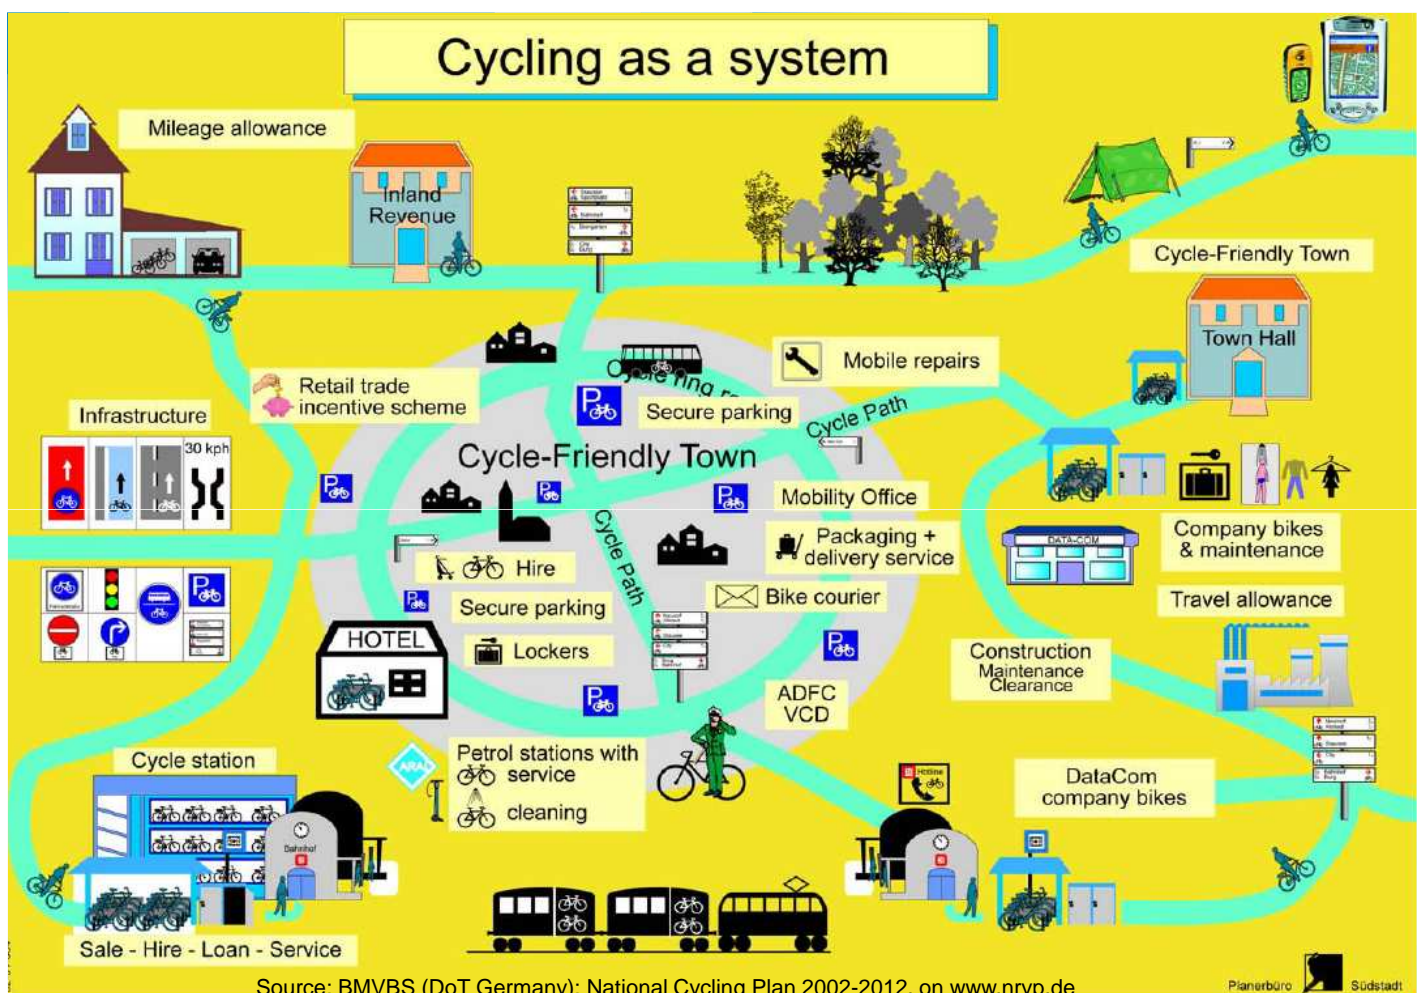 Cycling as a system
Mileage allowance
Inland
Revenue
Cycle-Friendly Town
Town Hall
Retail trade
incentive scheme
Mobile repairs
P
Secure parking
Cycle Path
Infrastructure
30 kph
Cycle-Friendly Town
P
P
P
Mobility Office
Company bikes
& maintenance
DATA-COM
Packaging +
delivery service
Cycle Path
Hire
Bike courier
P
Secure parking
Travel allowance
P
HOTEL
Lockers
P
Construction
Maintenance
Clearance
P
ADFC
VCD
Cycle station
ARAL
Petrol stations with
service
cleaning
Hotline
DataCom
company bikes
Bahnhof
Sale - Hire - Loan - Service
Source: BMVBS (DoT Germany): National Cycling Plan 2002-2012, on www.nrvp.de
Planerbüro Südstadt